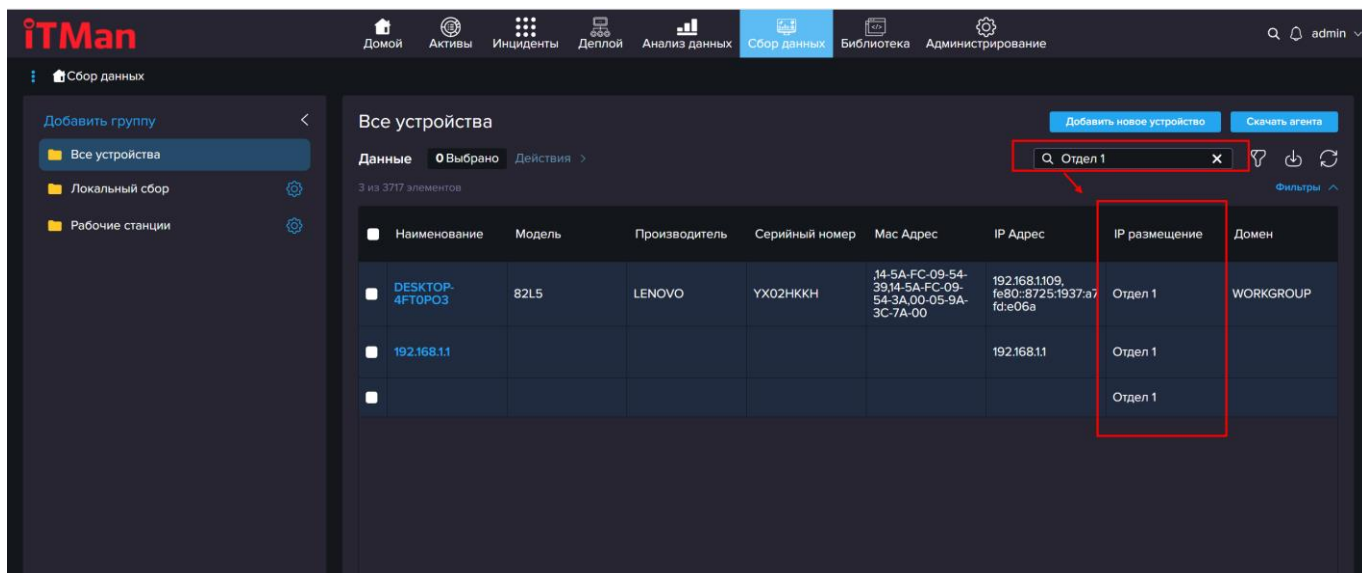 iTMan
Домой Активы Инциденты Деплой Анализ данных Сбор данных Библиотека Администрирование admin
Сбор данных
Добавить группу
Все устройства
Локальный сбор
Рабочие станции
Все устройства
Добавить новое устройство Скачать агента
Данные 0 Выбрано Действия >
Отдел 1
3 из 3717 элементов
Фильтры
Наименование Модель Производитель Серийный номер Мас Адрес IP Адрес IP размещение Домен
DESKTOP-
4FT0PO3
82L5
LENOVO
YX02HKKH
,14-5A-FC-09-54-
39,14-5A-FC-09-
54-3A,00-05-9A-
3C-7A-00
192.168.1.109,
fe80::8725:1937:a7
fd:e06a
Отдел 1
WORKGROUP
192.168.1.1 192.168.1.1 Отдел 1
Отдел 1